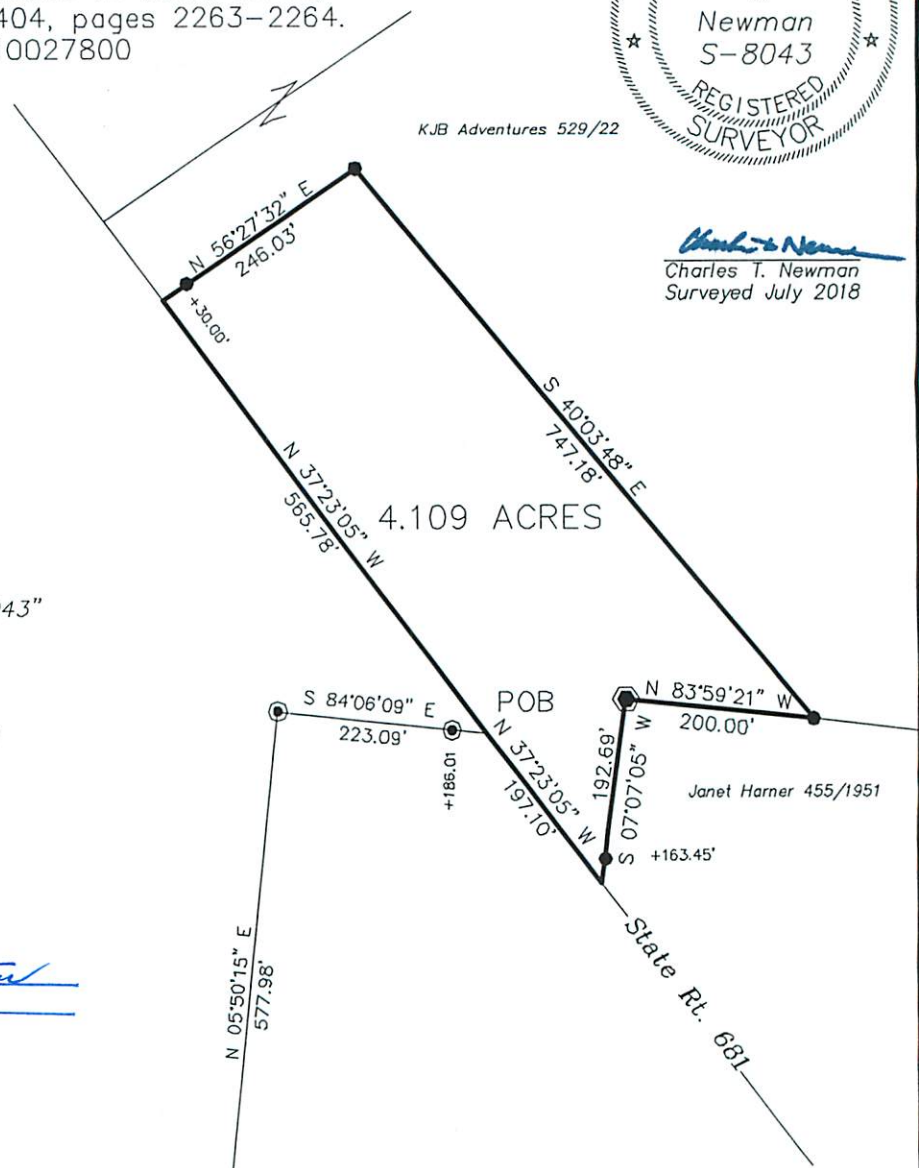 404, pages 2263-2264.
0027800
Newman
S-8043
REGISTERED
SURVEYOR
N
KJB Adventures 529/22
Charles T. Newman
Surveyed July 2018
N 56°27'32" E
246.03'
+30.00'
S 40°03'48" E
747.18'
N 37°23'05" W
565.78'
4.109 ACRES
43"
S 84°06'09" E
223.09'
+186.01
POB
N 83°59'21" W
200.00'
N 37°23'05" W
197.10'
192.69'
S 07°07'05" W
+163.45'
Janet Harner 455/1951
N 05°50'15" E
577.98'
State Rt. 681